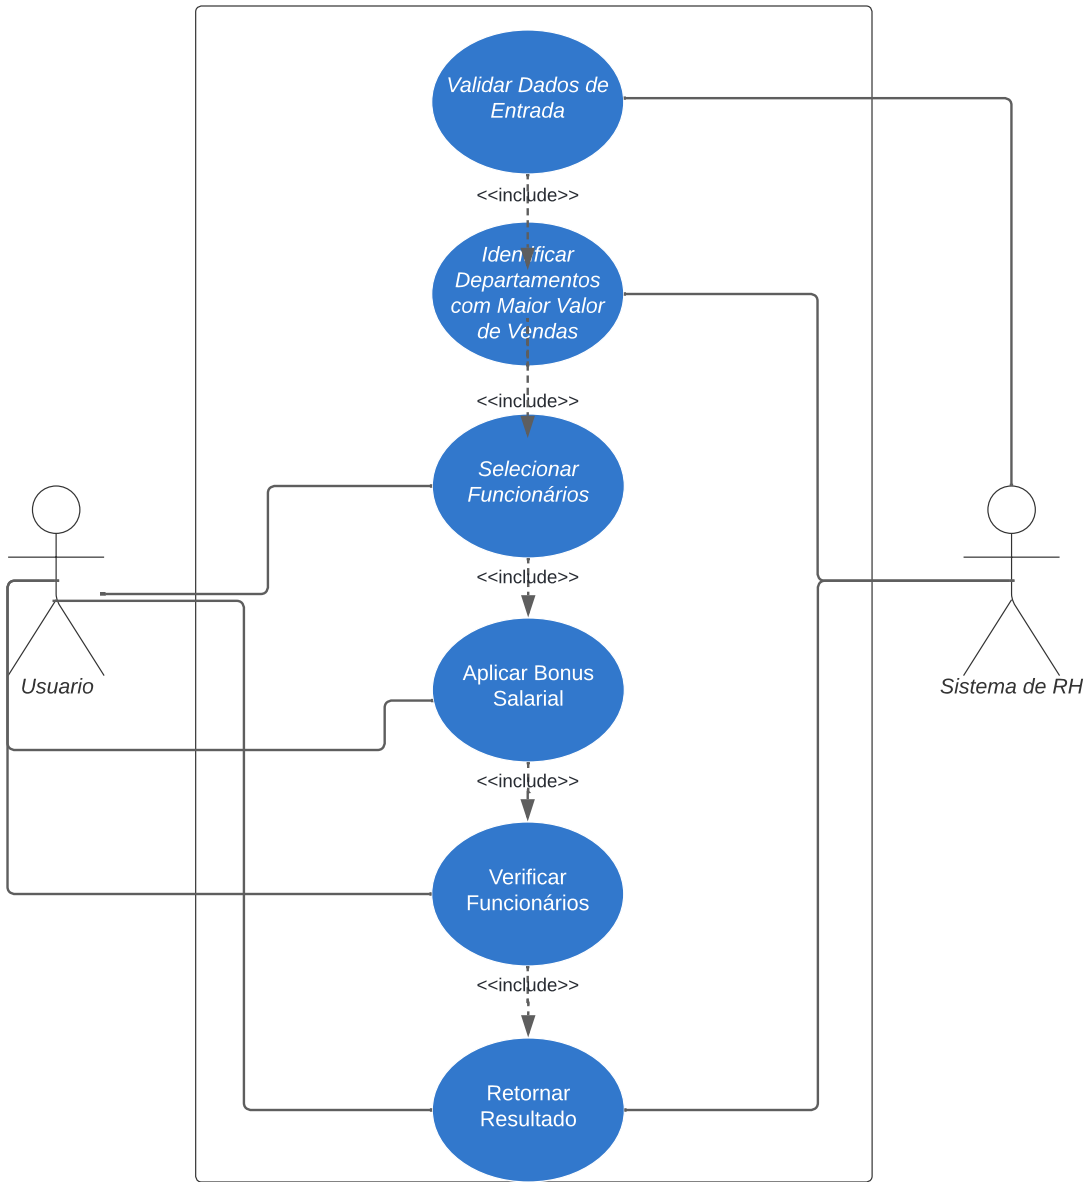 Validar Dados de
Entrada
<<include>>
Identificar
Departamentos
com Maior Valor
de Vendas
<<include>>
Selecionar
Funcionários
<<include>>
Aplicar Bonus
Salarial
Usuario
Sistema de RH
<<include>>
Verificar
Funcionários
<<include>>
Retornar
Resultado